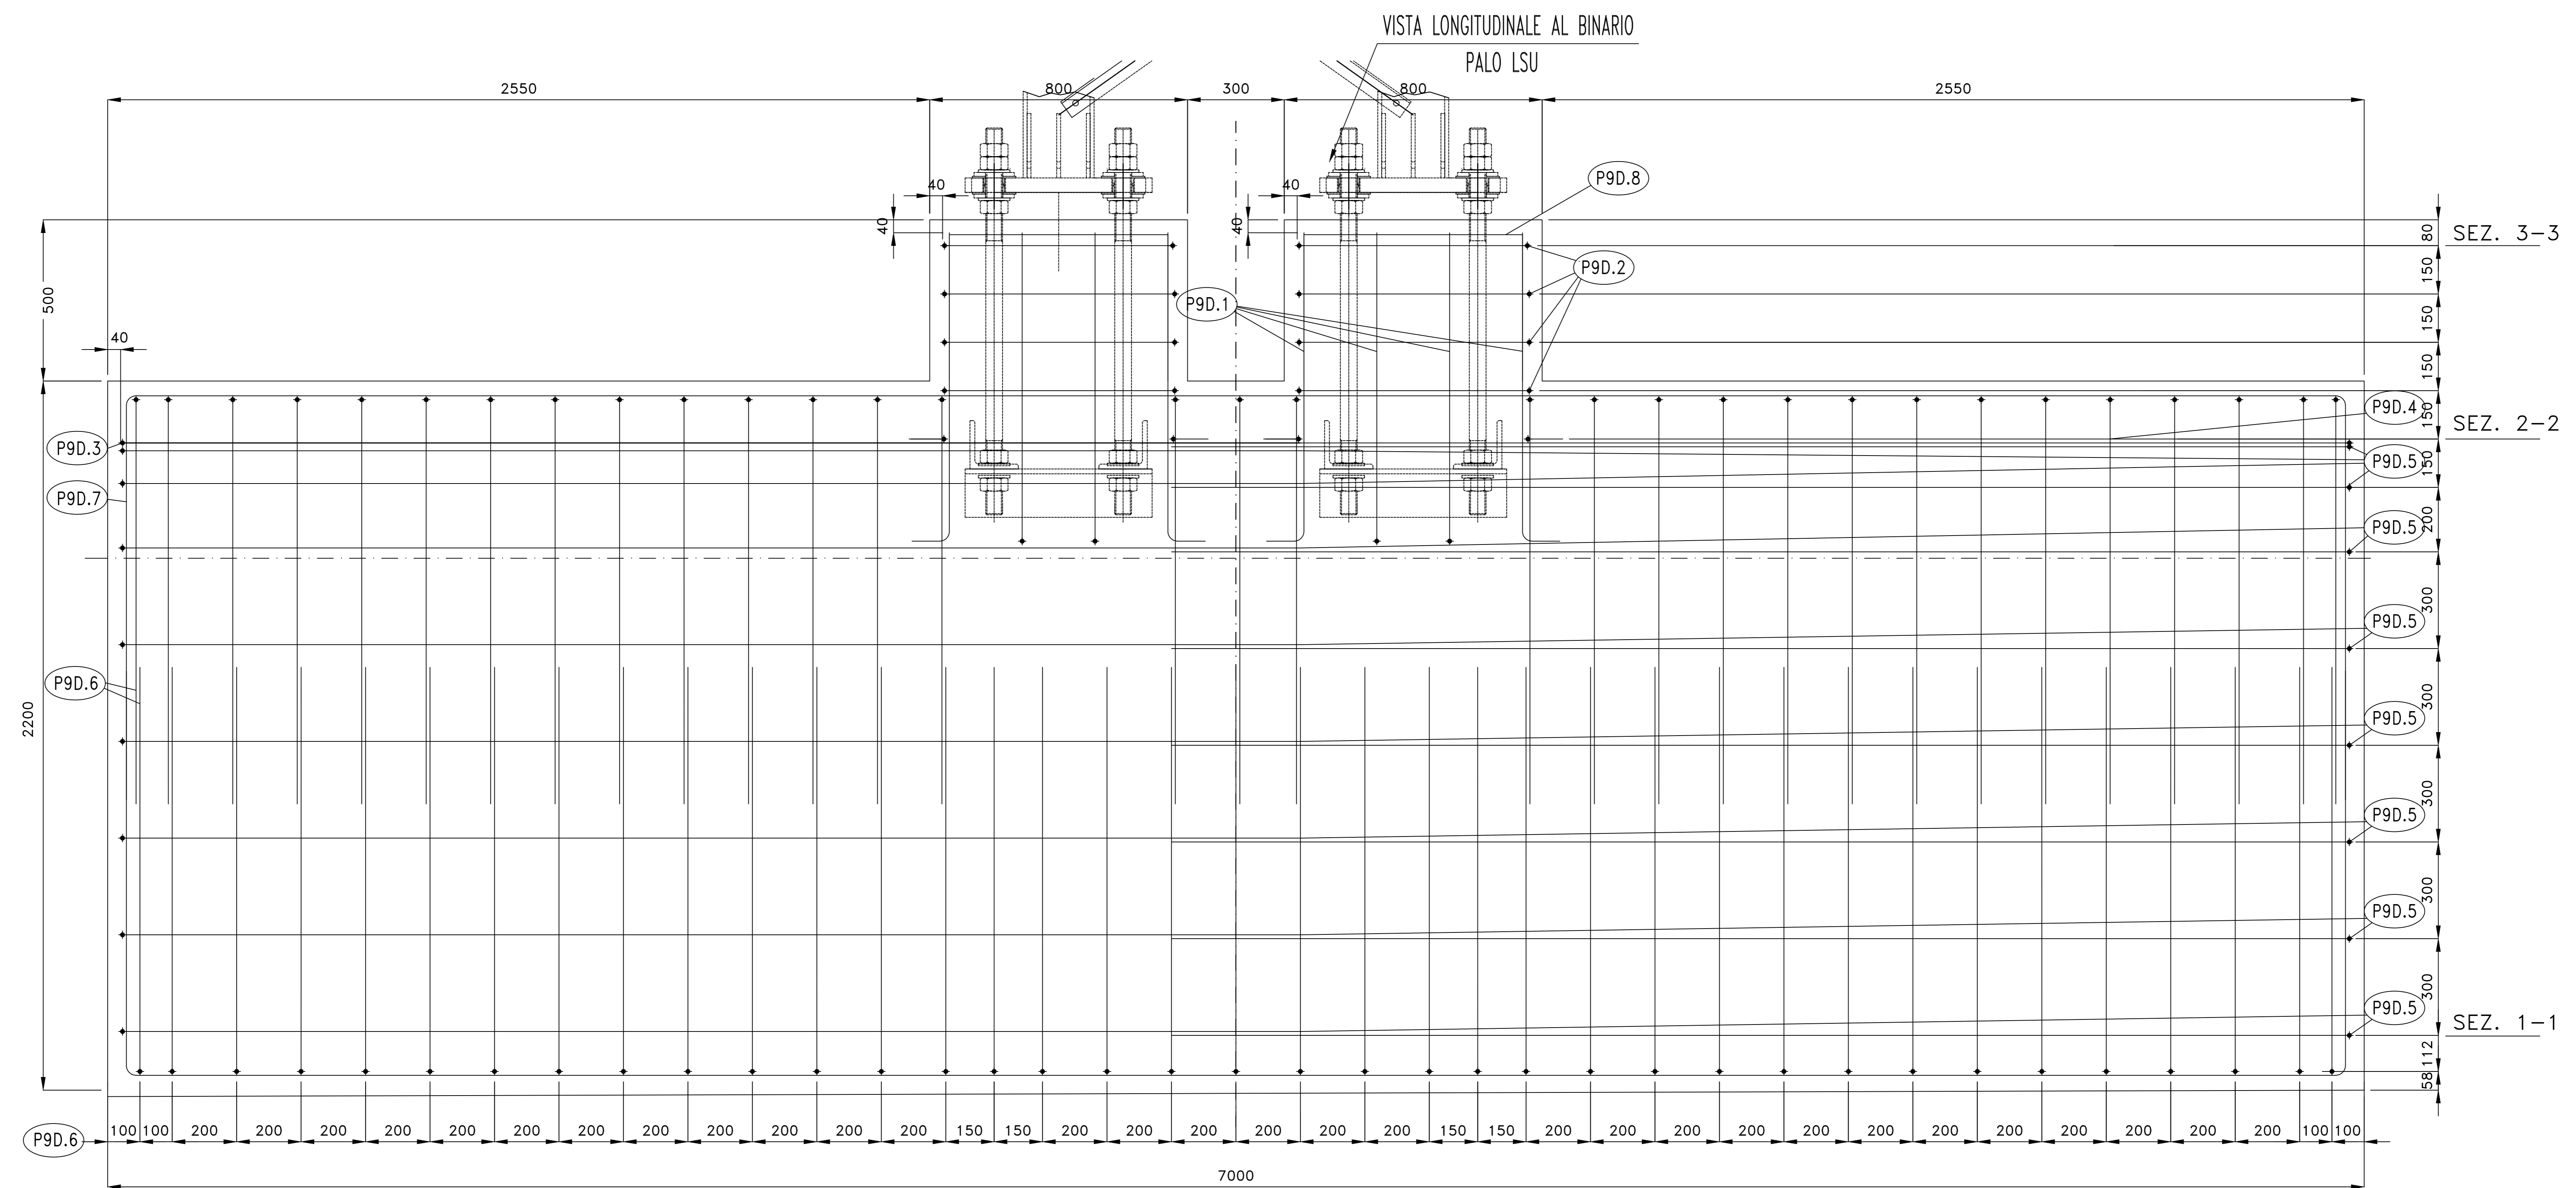 VISTA LONGITUDINALE AL BINARIO
PALO LSU
2550
800
300
800
2550
40
40
P9D.8
40
40
80
SEZ. 3-3
P9D.2
150
500
P9D.1
150
40
150
P9D.4
150
SEZ. 2-2
P9D.3
P9D.5
150
P9D.7
P9D.5
200
300
P9D.5
P9D.6
2200
300
P9D.5
300
P9D.5
300
P9D.5
300
P9D.5
SEZ. 1-1
112
58
P9D.6
100 100 200 200 200 200 200 200 200 200 200 200 200 200 150 150 200 200 200 200 200 200 150 150 200 200 200 200 200 200 200 200 200 200 200 200 100 100
7000